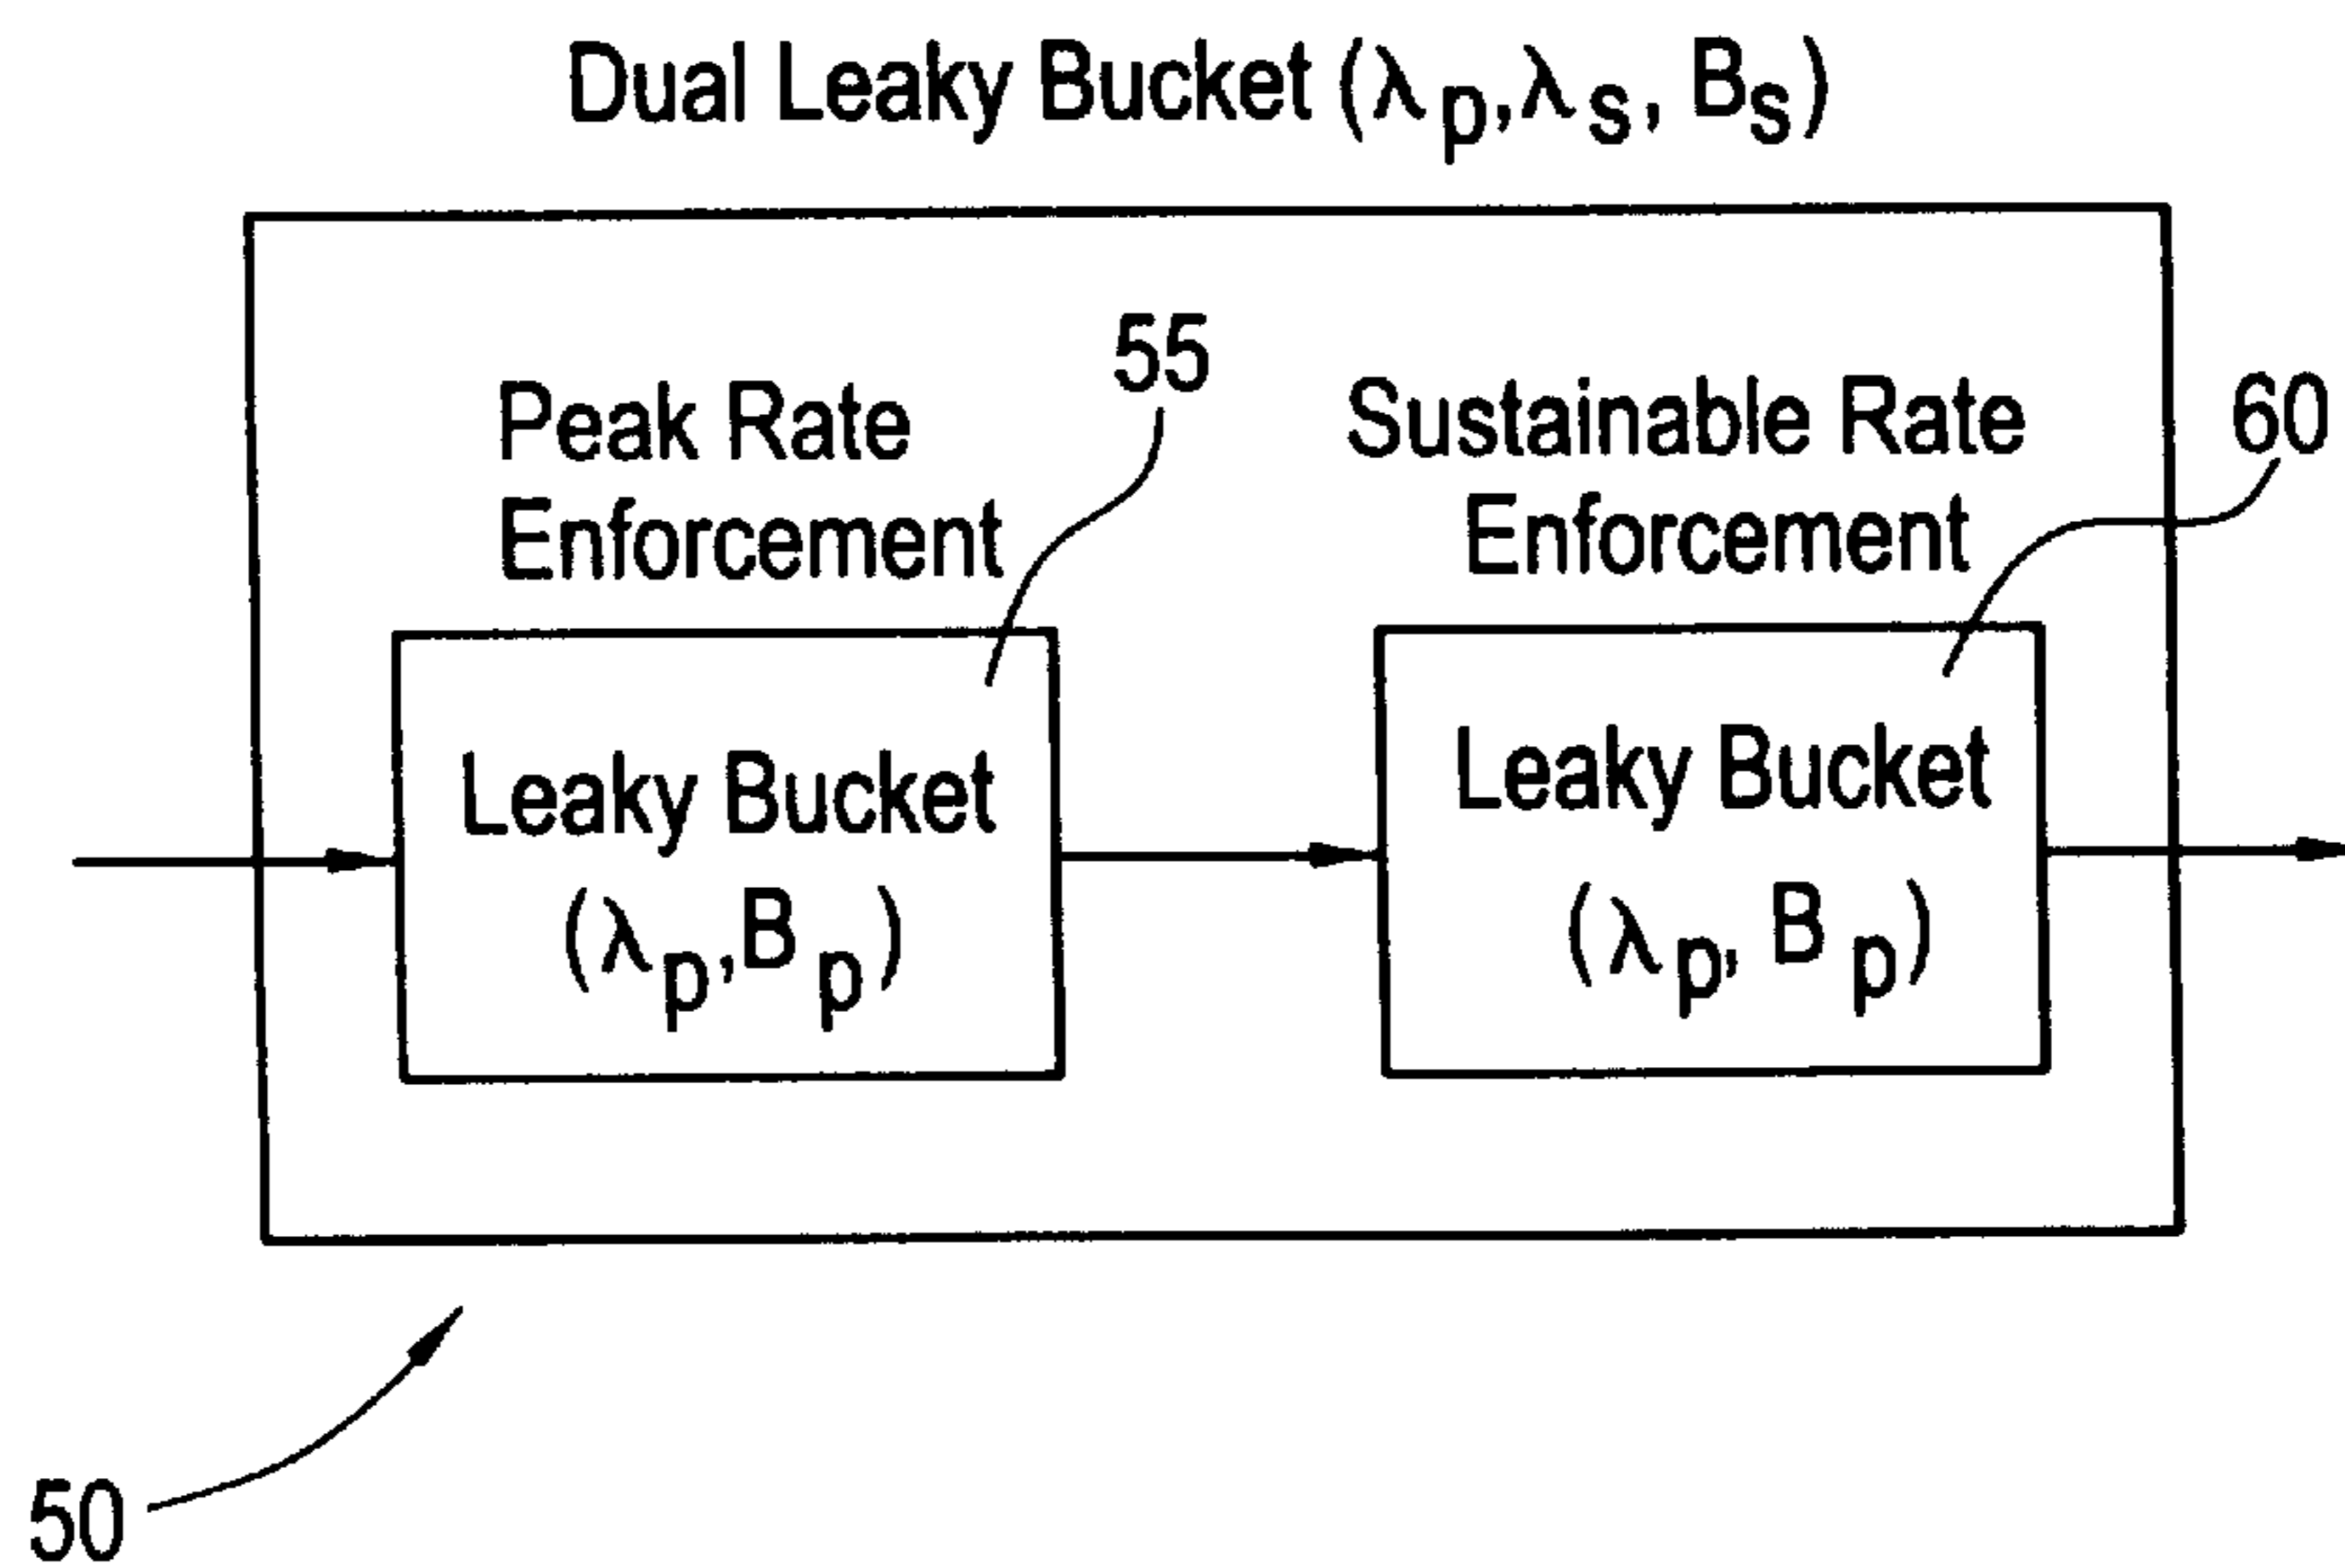 Dual Leaky Bucket (λp,λs, Bs)
55
Peak Rate
Enforcement
Sustainable Rate
Enforcement
60
Leaky Bucket
(λp,Bp)
Leaky Bucket
(λp, Bp)
50